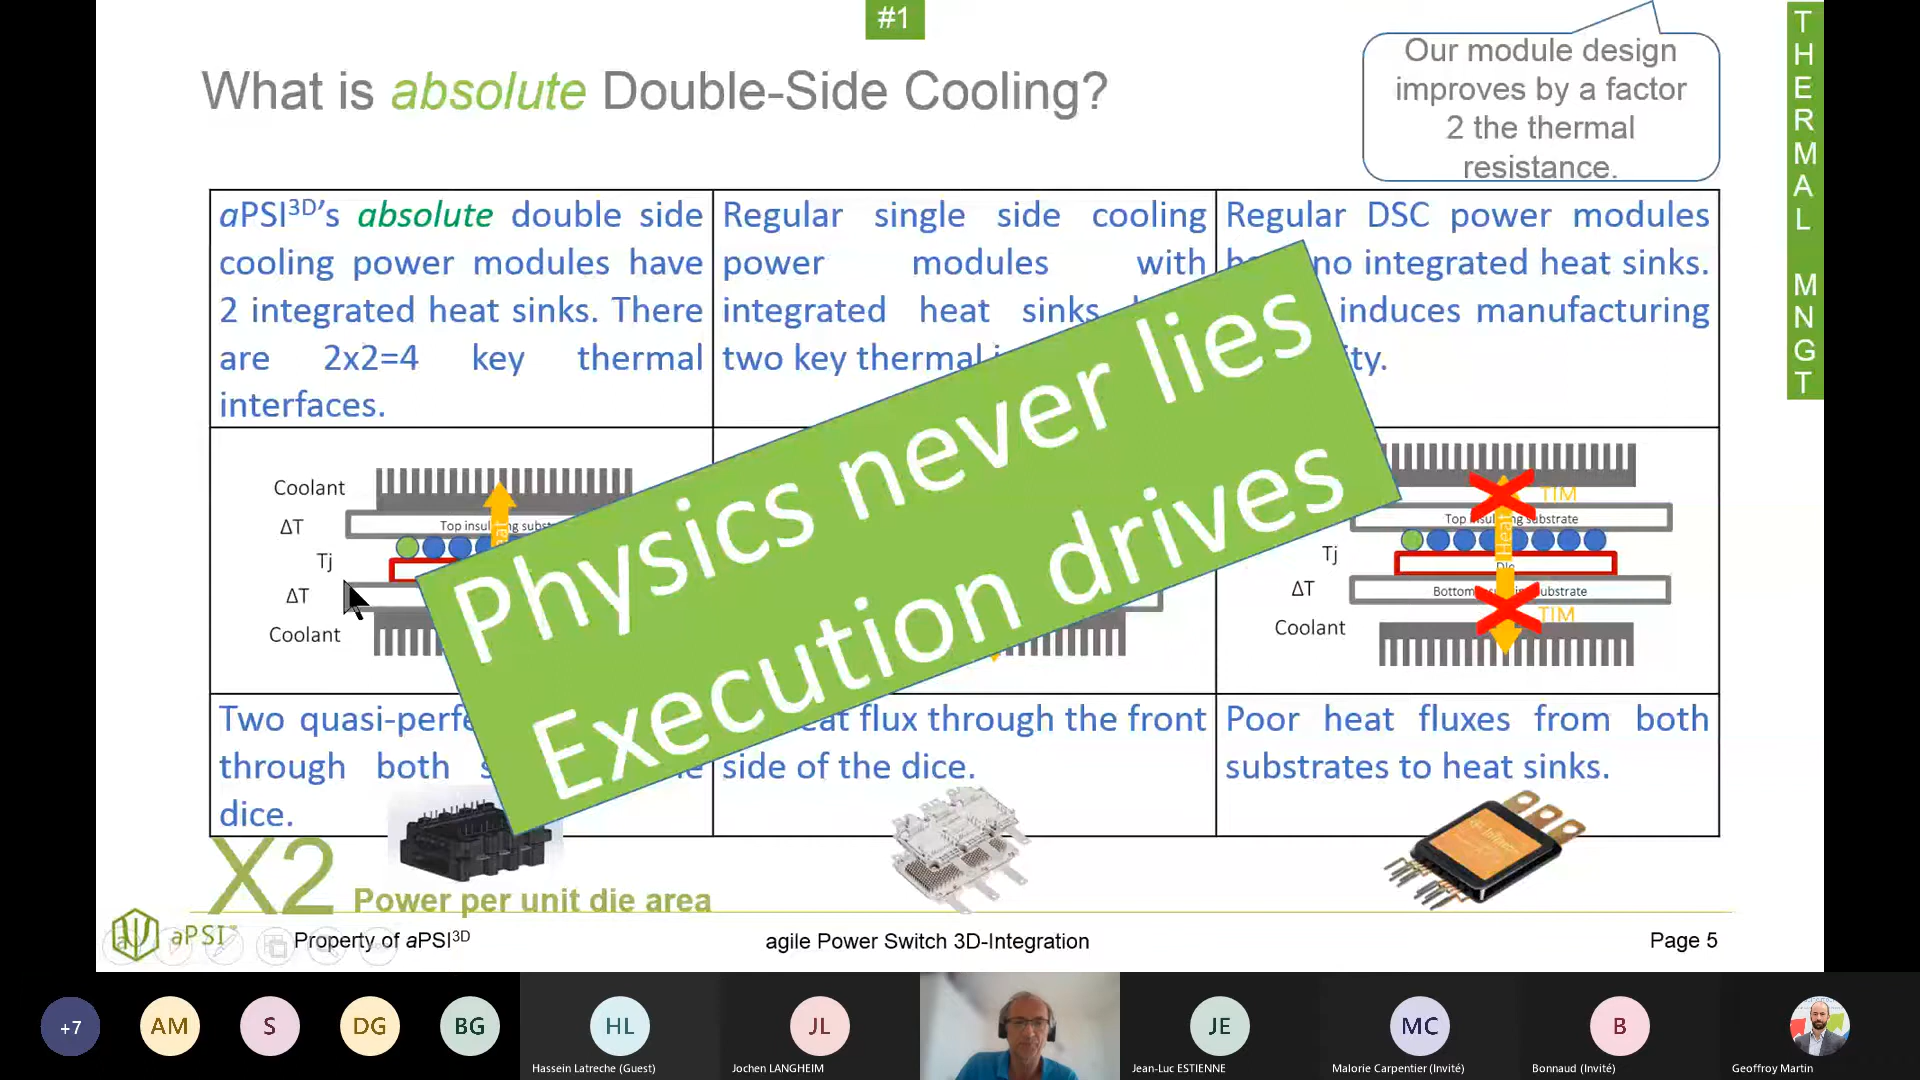 #1
What is absolute Double-Side Cooling?
Our module design
improves by a factor
2 the thermal
resistance.
THERMAL MNGT
aPSI3D's absolute double side
cooling power modules have
2 integrated heat sinks. There
are 2x2=4 key thermal
interfaces.
Regular single side cooling
power modules with
integrated heat sinks
two key thermal
Regular DSC power modules
no integrated heat sinks.
induces manufacturing
Physics never lies
Execution drives
Coolant
ΔT
Tj
ΔT
Coolant
Heat
TIM
Top insulating substrate
Tj
Die
ΔT
Bottom insulating substrate
TIM
Coolant
Two quasi-perfe
through both
dice.
heat flux through the front
side of the dice.
Poor heat fluxes from both
substrates to heat sinks.
X2 Power per unit die area
aPSI
Property of aPSI3D
agile Power Switch 3D-Integration
Page 5
+7
AM
S
DG
BG
HL
Hassein Latreche (Guest)
JL
Jochen LANGHEIM
JE
Jean-Luc ESTIENNE
MC
Malorie Carpentier (Invité)
B
Bonnaud (Invité)
Geoffroy Martin